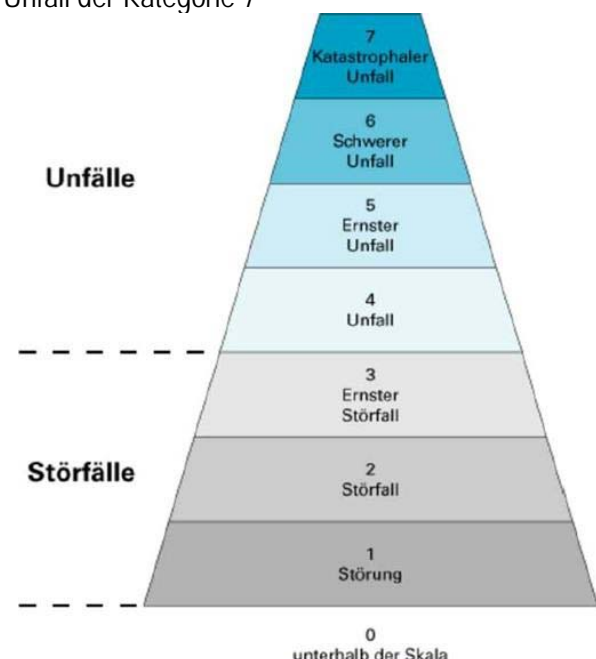 Unfall der Kategorie 7
7
Katastrophaler
Unfall
6
Schwerer
Unfall
Unfälle
5
Ernster
Unfall
4
Unfall
3
Ernster
Störfall
Störfälle
2
Störfall
1
Störung
0
unterhalb der Skala